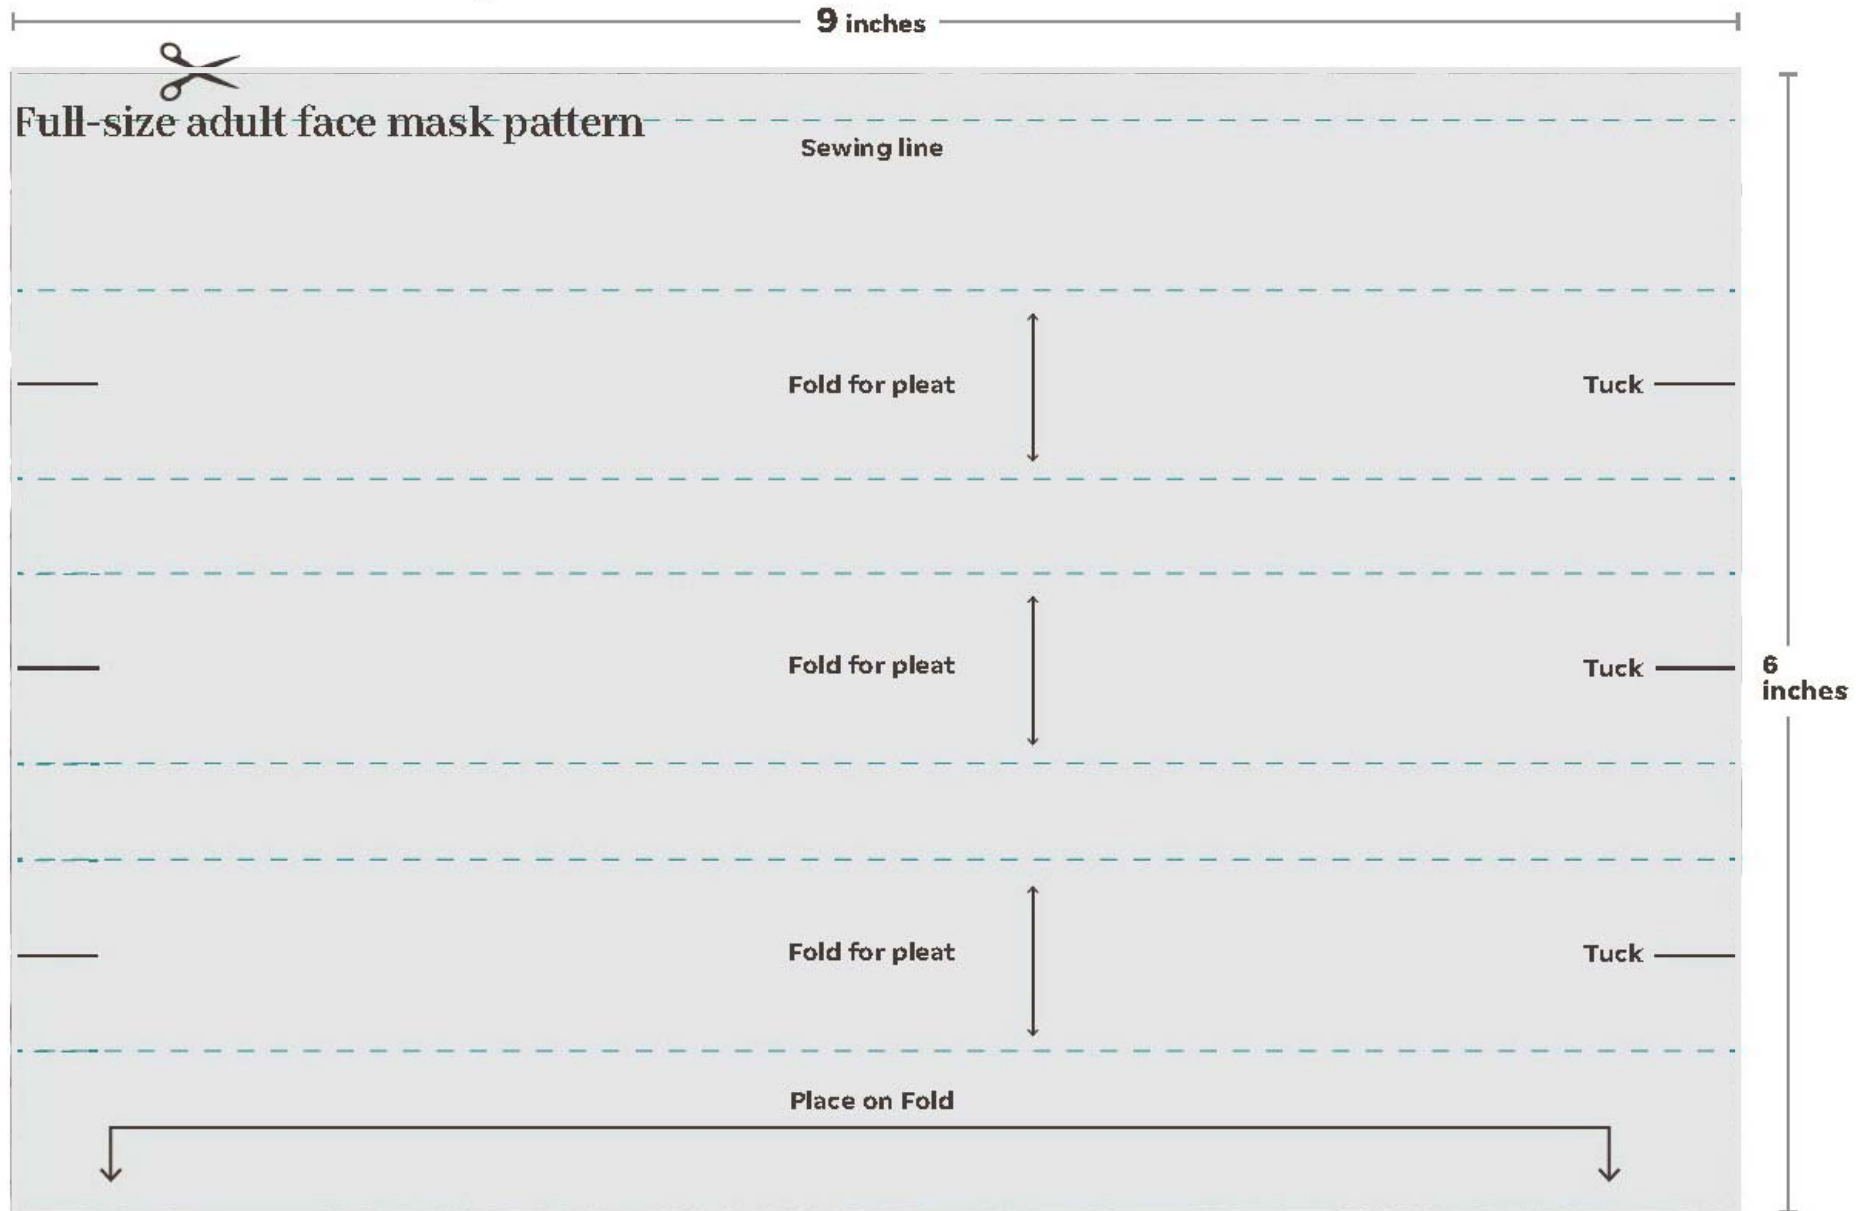 9 inches
Full-size adult face mask pattern
Sewing line
Fold for pleat
Tuck
Fold for pleat
Tuck
6
inches
Fold for pleat
Tuck
Place on Fold